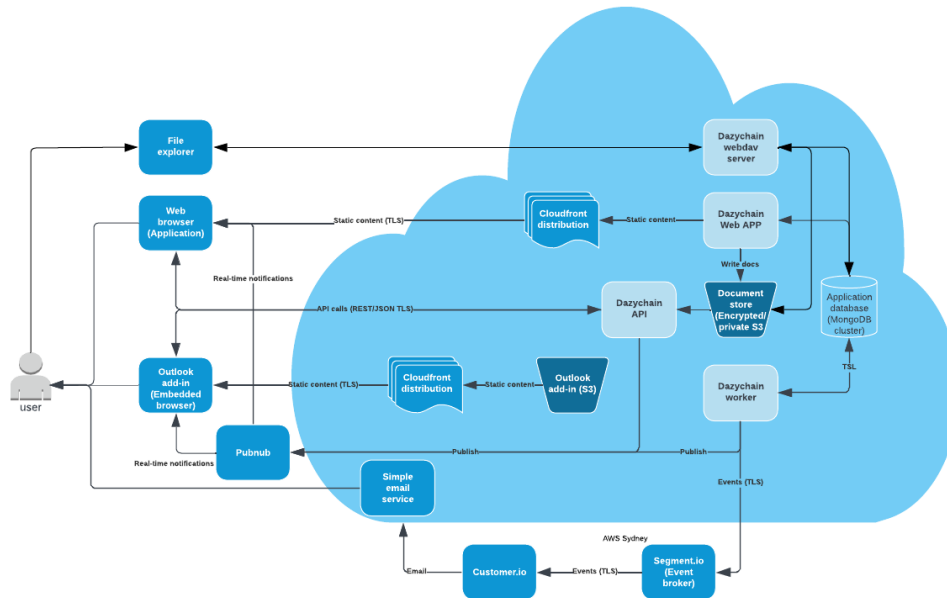 File
explorer
Dazychain
webdav
server
Web
browser
(Application)
Static content (TLS)
Cloudfront
distribution
Static content
Dazychain
Web APP
Real-time notifications
Write docs
API calls (REST/JSON TLS)
Dazychain
API
Document
store
(Encrypted/
private S3
Application
database
(MongoDB
cluster)
TSL
Outlook
add-in
(Embedded
browser)
Static content (TLS)
Cloudfront
distribution
Static content
Outlook
add-in (S3)
Dazychain
worker
user
Real-time notifications
Pubnub
Publish
Publish
Simple
email
service
Events (TLS)
AWS Sydney
Email
Customer.io
Events (TLS)
Segment.io
(Event
broker)